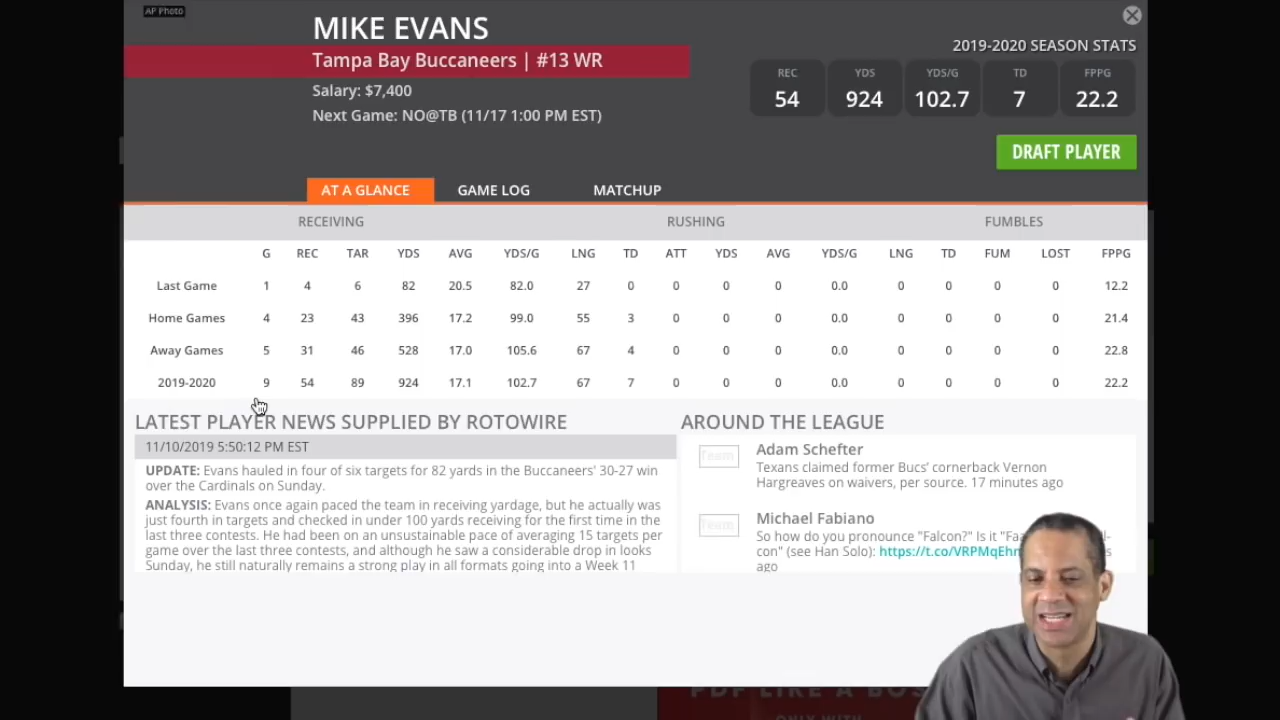 AP Photo
MIKE EVANS
Tampa Bay Buccaneers | #13 WR
Salary: $7,400
Next Game: NO@TB (11/17 1:00 PM EST)
2019-2020 SEASON STATS
REC YDS YDS/G TD FPPG
54 924 102.7 7 22.2
DRAFT PLAYER
AT A GLANCE GAME LOG MATCHUP
RECEIVING RUSHING FUMBLES
G REC TAR YDS AVG YDS/G LNG TD ATT YDS AVG YDS/G LNG TD FUM LOST FPPG
Last Game 1 4 6 82 20.5 82.0 27 0 0 0 0 0.0 0 0 0 0 12.2
Home Games 4 23 43 396 17.2 99.0 55 3 0 0 0 0.0 0 0 0 0 21.4
Away Games 5 31 46 528 17.0 105.6 67 4 0 0 0 0.0 0 0 0 0 22.8
2019-2020 9 54 89 924 17.1 102.7 67 7 0 0 0 0.0 0 0 0 0 22.2
LATEST PLAYER NEWS SUPPLIED BY ROTOWIRE
11/10/2019 5:50:12 PM EST
UPDATE: Evans hauled in four of six targets for 82 yards in the Buccaneers' 30-27 win
over the Cardinals on Sunday.
ANALYSIS: Evans once again paced the team in receiving yardage, but he actually was
just fourth in targets and checked in under 100 yards receiving for the first time in the
last three contests. He had been on an unsustainable pace of averaging 15 targets per
game over the last three contests, and although he saw a considerable drop in looks
Sunday, he still naturally remains a strong play in all formats going into a Week 11
AROUND THE LEAGUE
Team
Adam Schefter
Texans claimed former Bucs' cornerback Vernon
Hargreaves on waivers, per source. 17 minutes ago
Team
Michael Fabiano
So how do you pronounce "Falcon?" Is it
con" (see Han Solo): https://t.co/VRPMqEh
ago
PDF LIKE A BOS
ONLY WITH